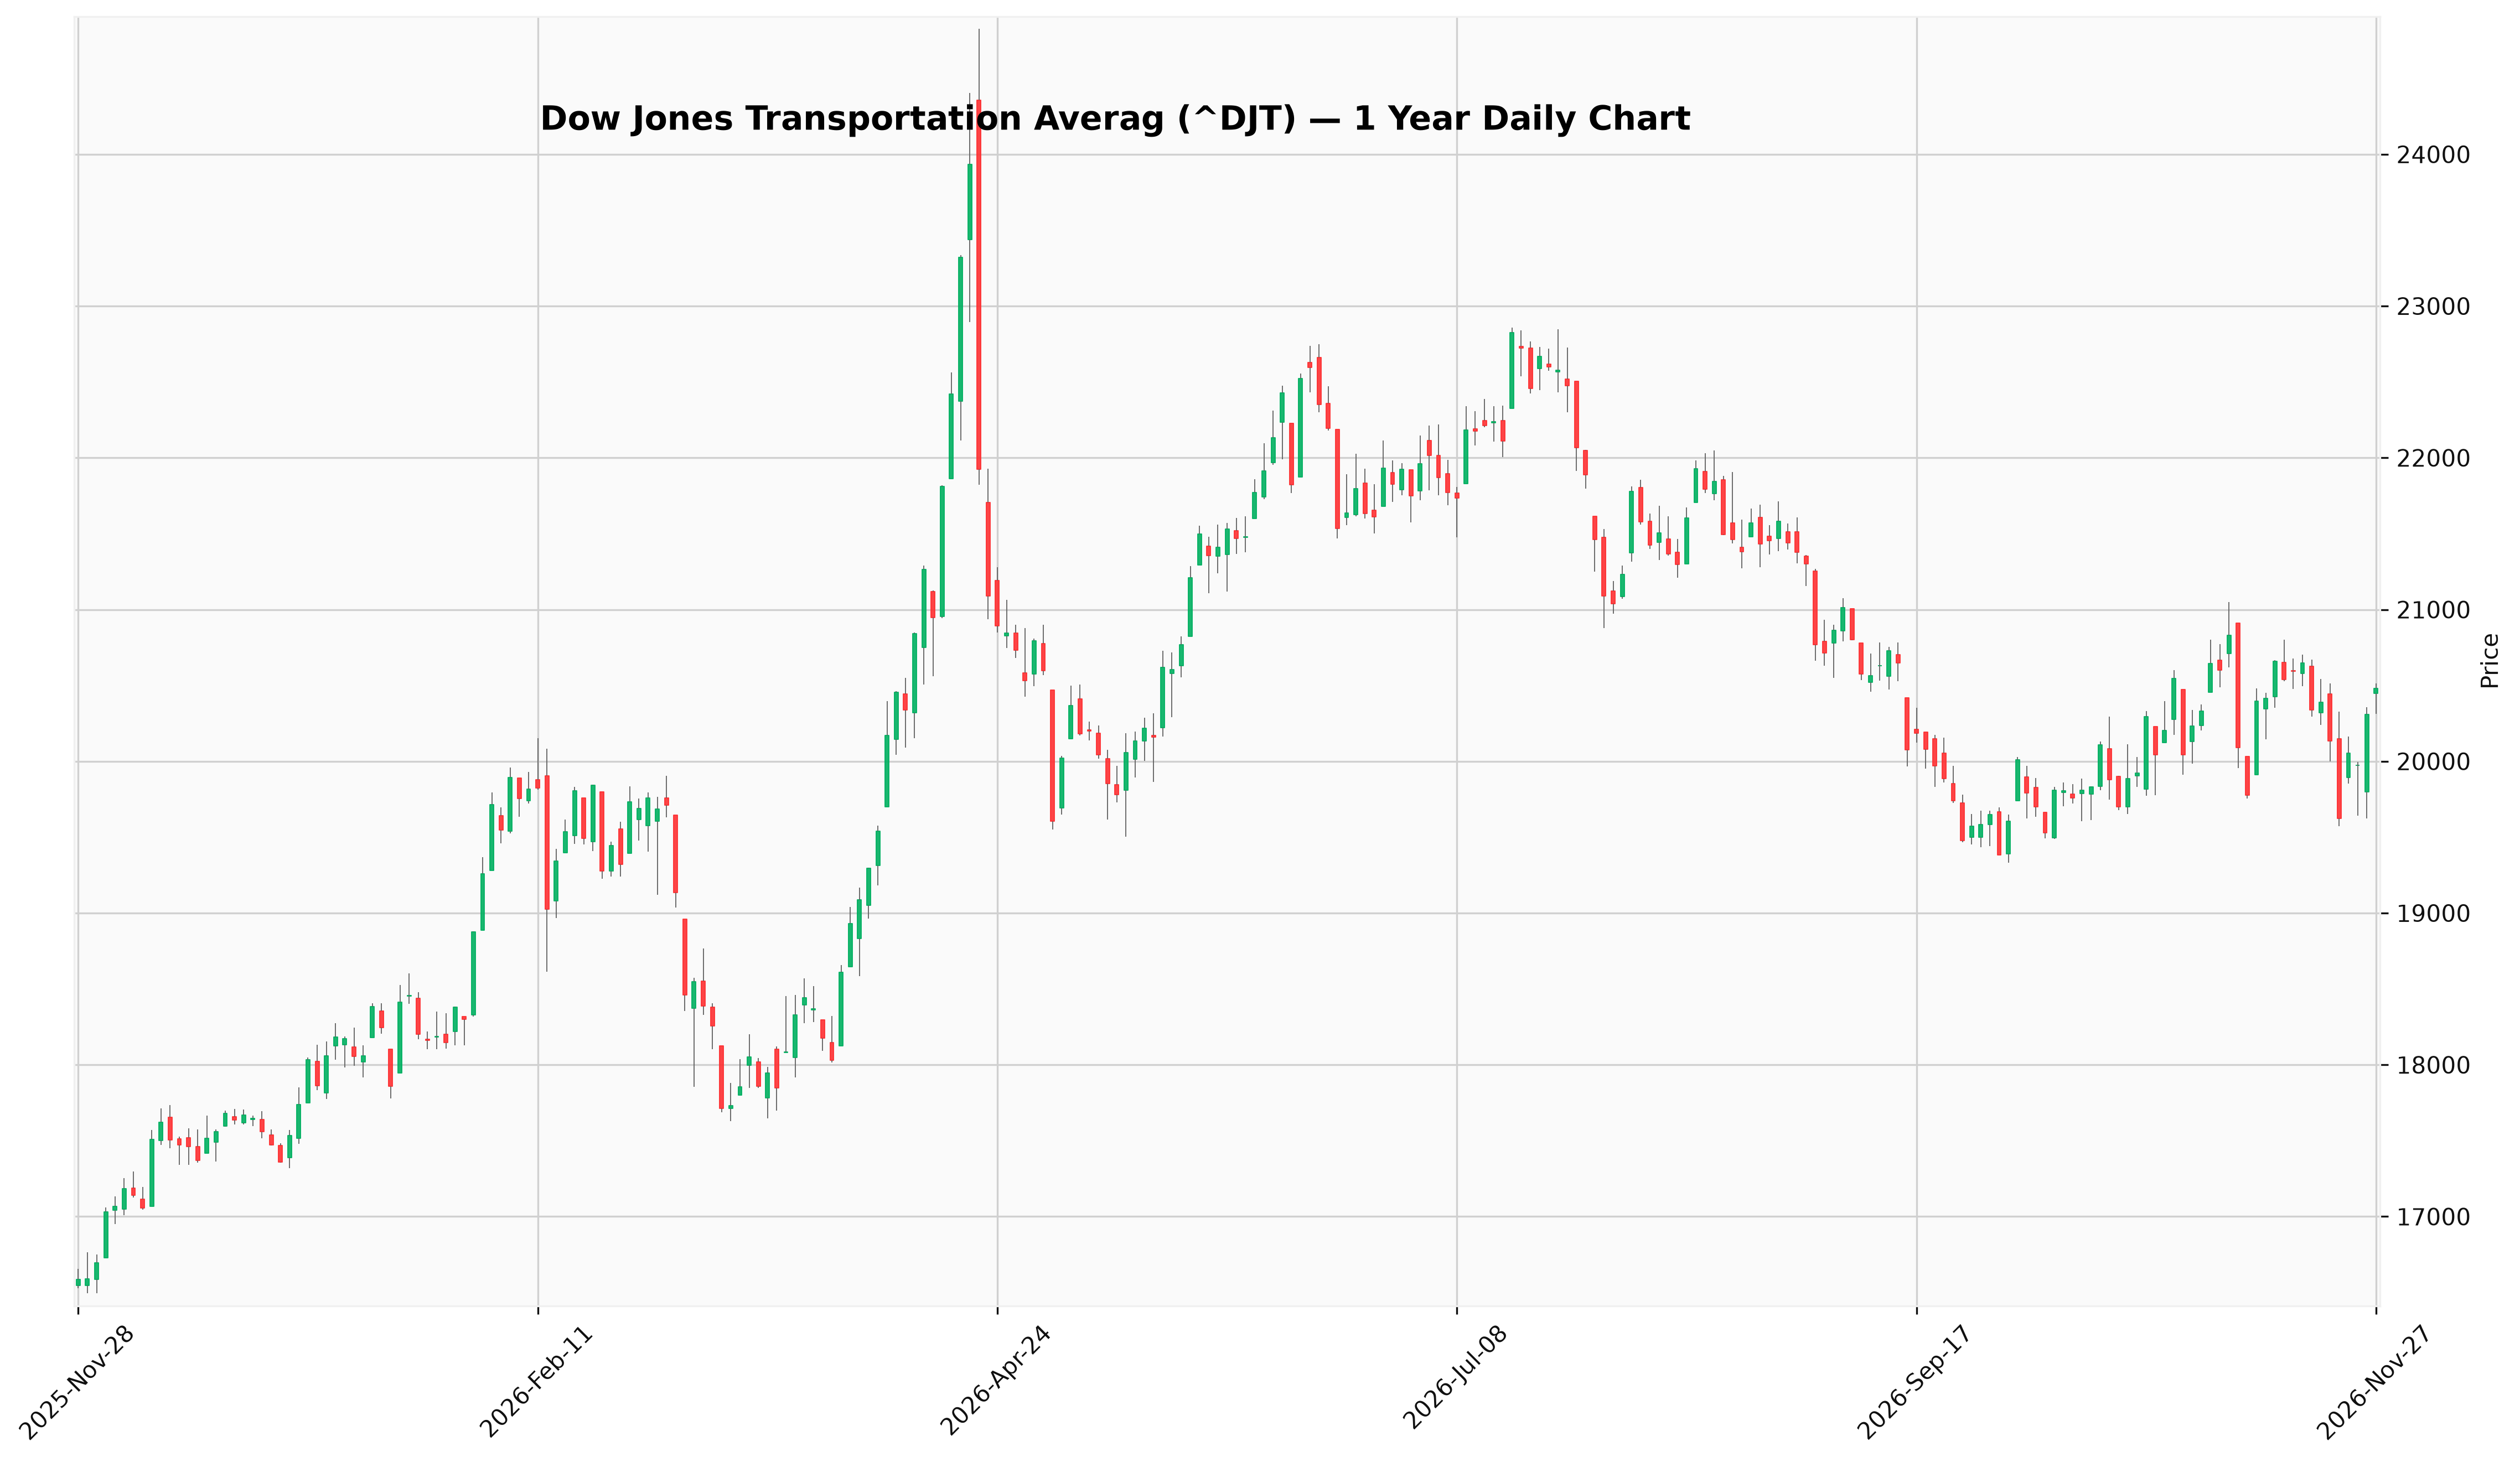 Dow Jones Transportation Averag (^DJT) — 1 Year Daily Chart
24000
23000
22000
21000
20000
19000
18000
17000
Price
2025-Nov-28
2026-Feb-11
2026-Apr-24
2026-Jul-08
2026-Sep-17
2026-Nov-27